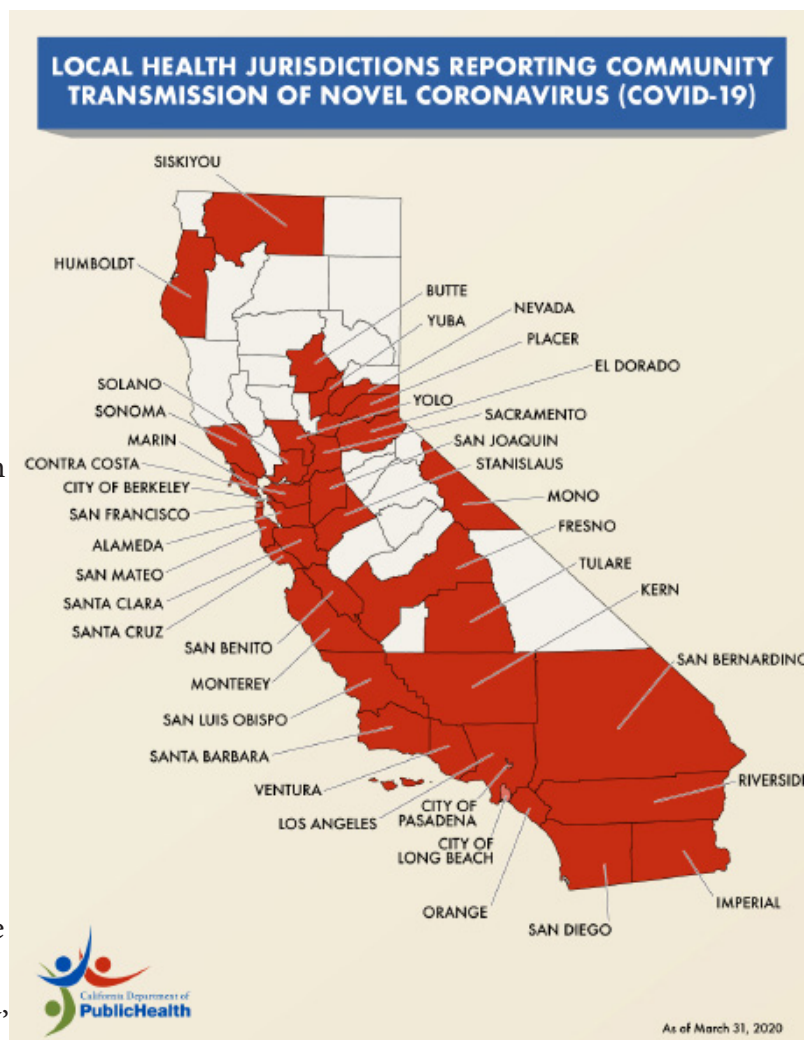 LOCAL HEALTH JURISDICTIONS REPORTING COMMUNITY
TRANSMISSION OF NOVEL CORONAVIRUS (COVID-19)
SISKIYOU
HUMBOLDT
BUTTE
YUBA
NEVADA
PLACER
EL DORADO
SOLANO
YOLO
SONOMA
SACRAMENTO
MARIN
SAN JOAQUIN
CONTRA COSTA
STANISLAUS
CITY OF BERKELEY
MONO
SAN FRANCISCO
FRESNO
ALAMEDA
TULARE
SAN MATEO
KERN
SANTA CLARA
SANTA CRUZ
SAN BENITO
SAN BERNARDINO
MONTEREY
SAN LUIS OBISPO
SANTA BARBARA
VENTURA
RIVERSIDE
LOS ANGELES
CITY OF
PASADENA
CITY OF
LONG BEACH
ORANGE
IMPERIAL
SAN DIEGO
California Department of
PublicHealth
As of March 31, 2020